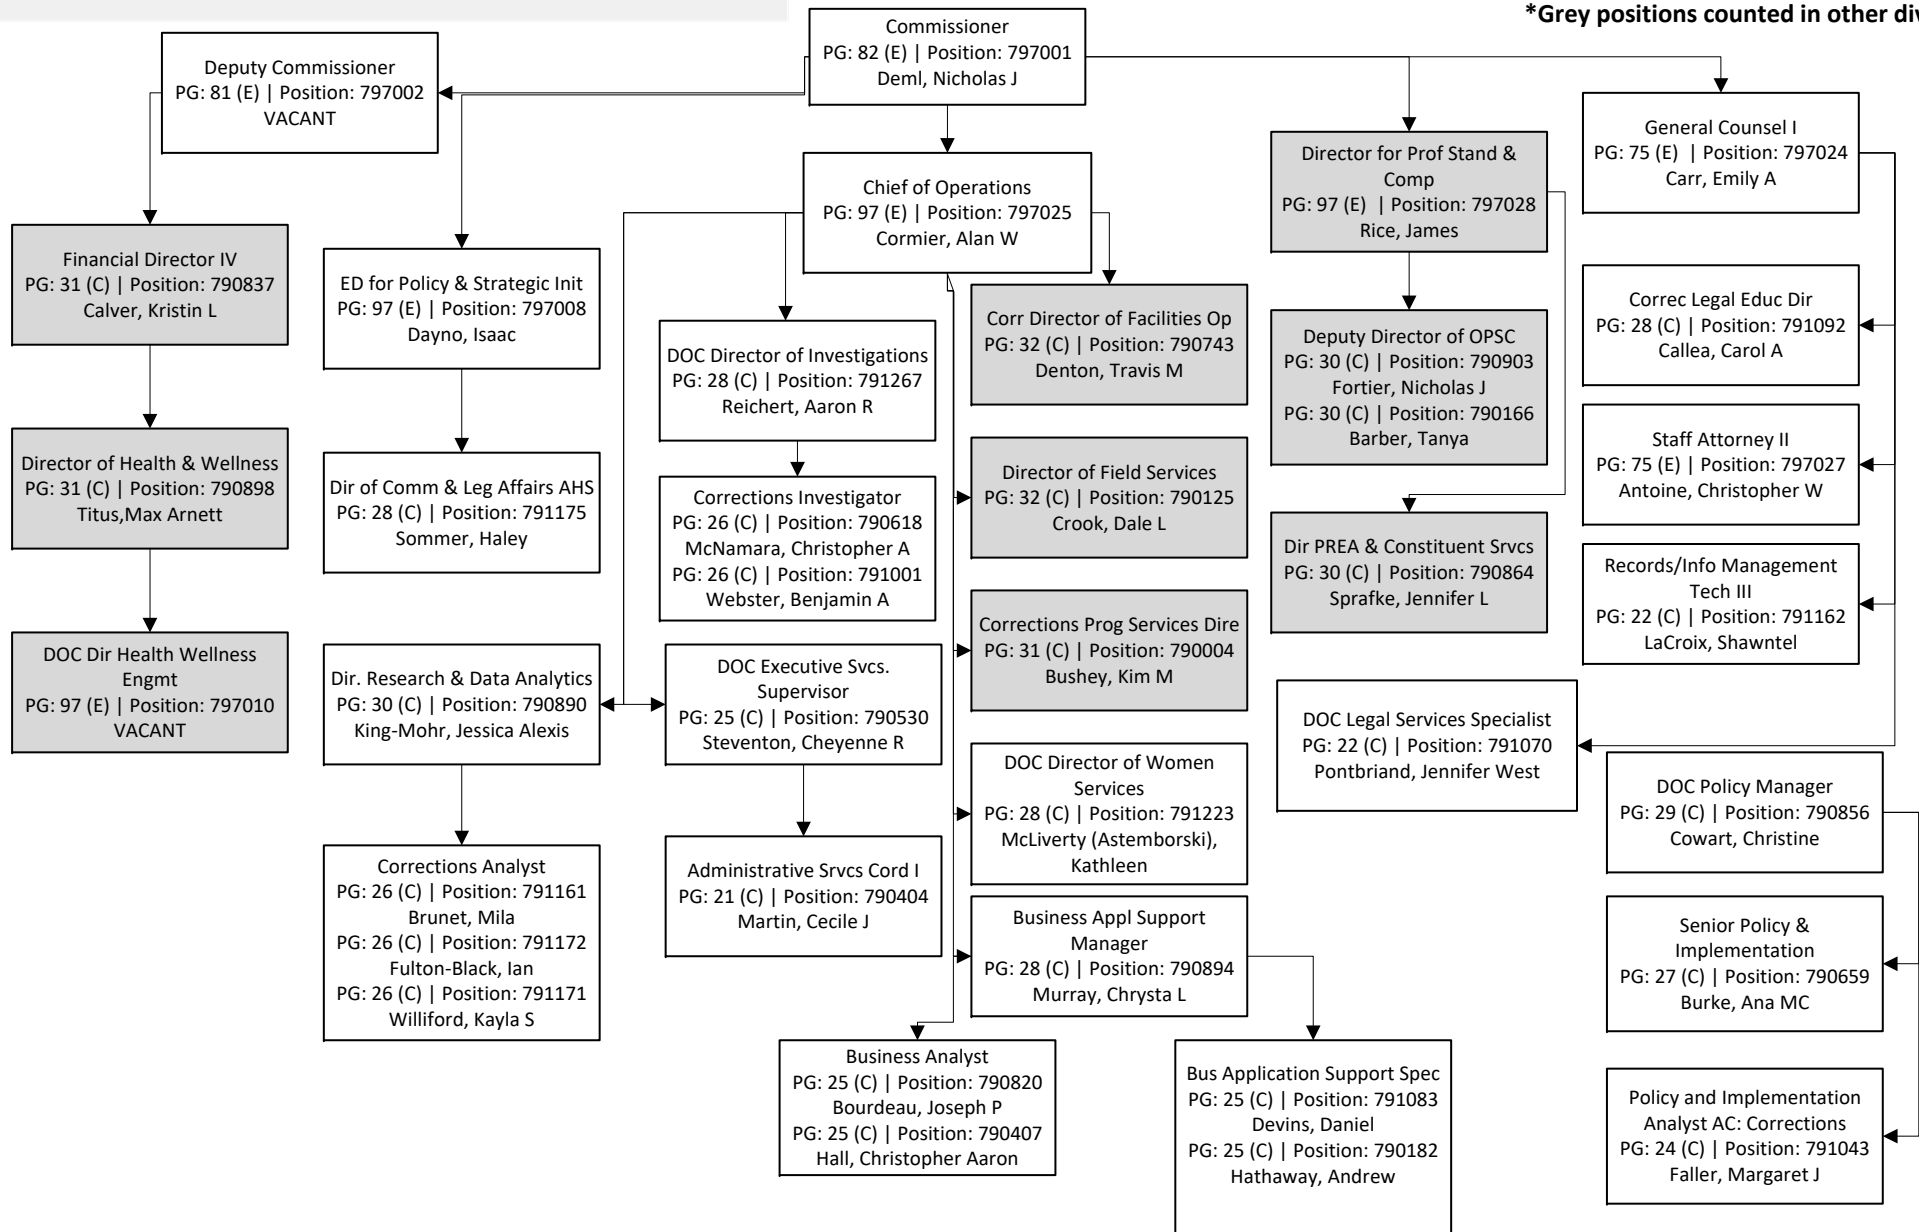 *Grey positions counted in other div
Commissioner
PG: 82 (E) | Position: 797001
Deml, Nicholas J
Deputy Commissioner
PG: 81 (E) | Position: 797002
VACANT
General Counsel I
PG: 75 (E) | Position: 797024
Carr, Emily A
Director for Prof Stand &
Comp
PG: 97 (E) | Position: 797028
Rice, James
Chief of Operations
PG: 97 (E) | Position: 797025
Cormier, Alan W
Financial Director IV
PG: 31 (C) | Position: 790837
Calver, Kristin L
ED for Policy & Strategic Init
PG: 97 (E) | Position: 797008
Dayno, Isaac
DOC Director of Investigations
PG: 28 (C) | Position: 791267
Reichert, Aaron R
Corr Director of Facilities Op
PG: 32 (C) | Position: 790743
Denton, Travis M
Deputy Director of OPSC
PG: 30 (C) | Position: 790903
Fortier, Nicholas J
PG: 30 (C) | Position: 790166
Barber, Tanya
Correc Legal Educ Dir
PG: 28 (C) | Position: 791092
Callea, Carol A
Director of Health & Wellness
PG: 31 (C) | Position: 790898
Titus,Max Arnett
Dir of Comm & Leg Affairs AHS
PG: 28 (C) | Position: 791175
Sommer, Haley
Corrections Investigator
PG: 26 (C) | Position: 790618
McNamara, Christopher A
PG: 26 (C) | Position: 791001
Webster, Benjamin A
Director of Field Services
PG: 32 (C) | Position: 790125
Crook, Dale L
Dir PREA & Constituent Srvcs
PG: 30 (C) | Position: 790864
Sprafke, Jennifer L
Staff Attorney II
PG: 75 (E) | Position: 797027
Antoine, Christopher W
Records/Info Management
Tech III
PG: 22 (C) | Position: 791162
LaCroix, Shawntel
DOC Dir Health Wellness
Engmt
PG: 97 (E) | Position: 797010
VACANT
Dir. Research & Data Analytics
PG: 30 (C) | Position: 790890
King-Mohr, Jessica Alexis
DOC Executive Svcs.
Supervisor
PG: 25 (C) | Position: 790530
Steventon, Cheyenne R
Corrections Prog Services Dire
PG: 31 (C) | Position: 790004
Bushey, Kim M
DOC Legal Services Specialist
PG: 22 (C) | Position: 791070
Pontbriand, Jennifer West
DOC Director of Women
Services
PG: 28 (C) | Position: 791223
McLiverty (Astemborski),
Kathleen
DOC Policy Manager
PG: 29 (C) | Position: 790856
Cowart, Christine
Corrections Analyst
PG: 26 (C) | Position: 791161
Brunet, Mila
PG: 26 (C) | Position: 791172
Fulton-Black, Ian
PG: 26 (C) | Position: 791171
Williford, Kayla S
Administrative Srvcs Cord I
PG: 21 (C) | Position: 790404
Martin, Cecile J
Business Appl Support
Manager
PG: 28 (C) | Position: 790894
Murray, Chrysta L
Senior Policy &
Implementation
PG: 27 (C) | Position: 790659
Burke, Ana MC
Business Analyst
PG: 25 (C) | Position: 790820
Bourdeau, Joseph P
PG: 25 (C) | Position: 790407
Hall, Christopher Aaron
Bus Application Support Spec
PG: 25 (C) | Position: 791083
Devins, Daniel
PG: 25 (C) | Position: 790182
Hathaway, Andrew
Policy and Implementation
Analyst AC: Corrections
PG: 24 (C) | Position: 791043
Faller, Margaret J